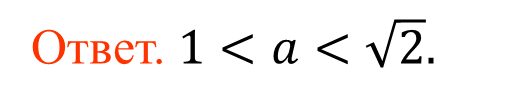 Ответ. 1 < a < √2.